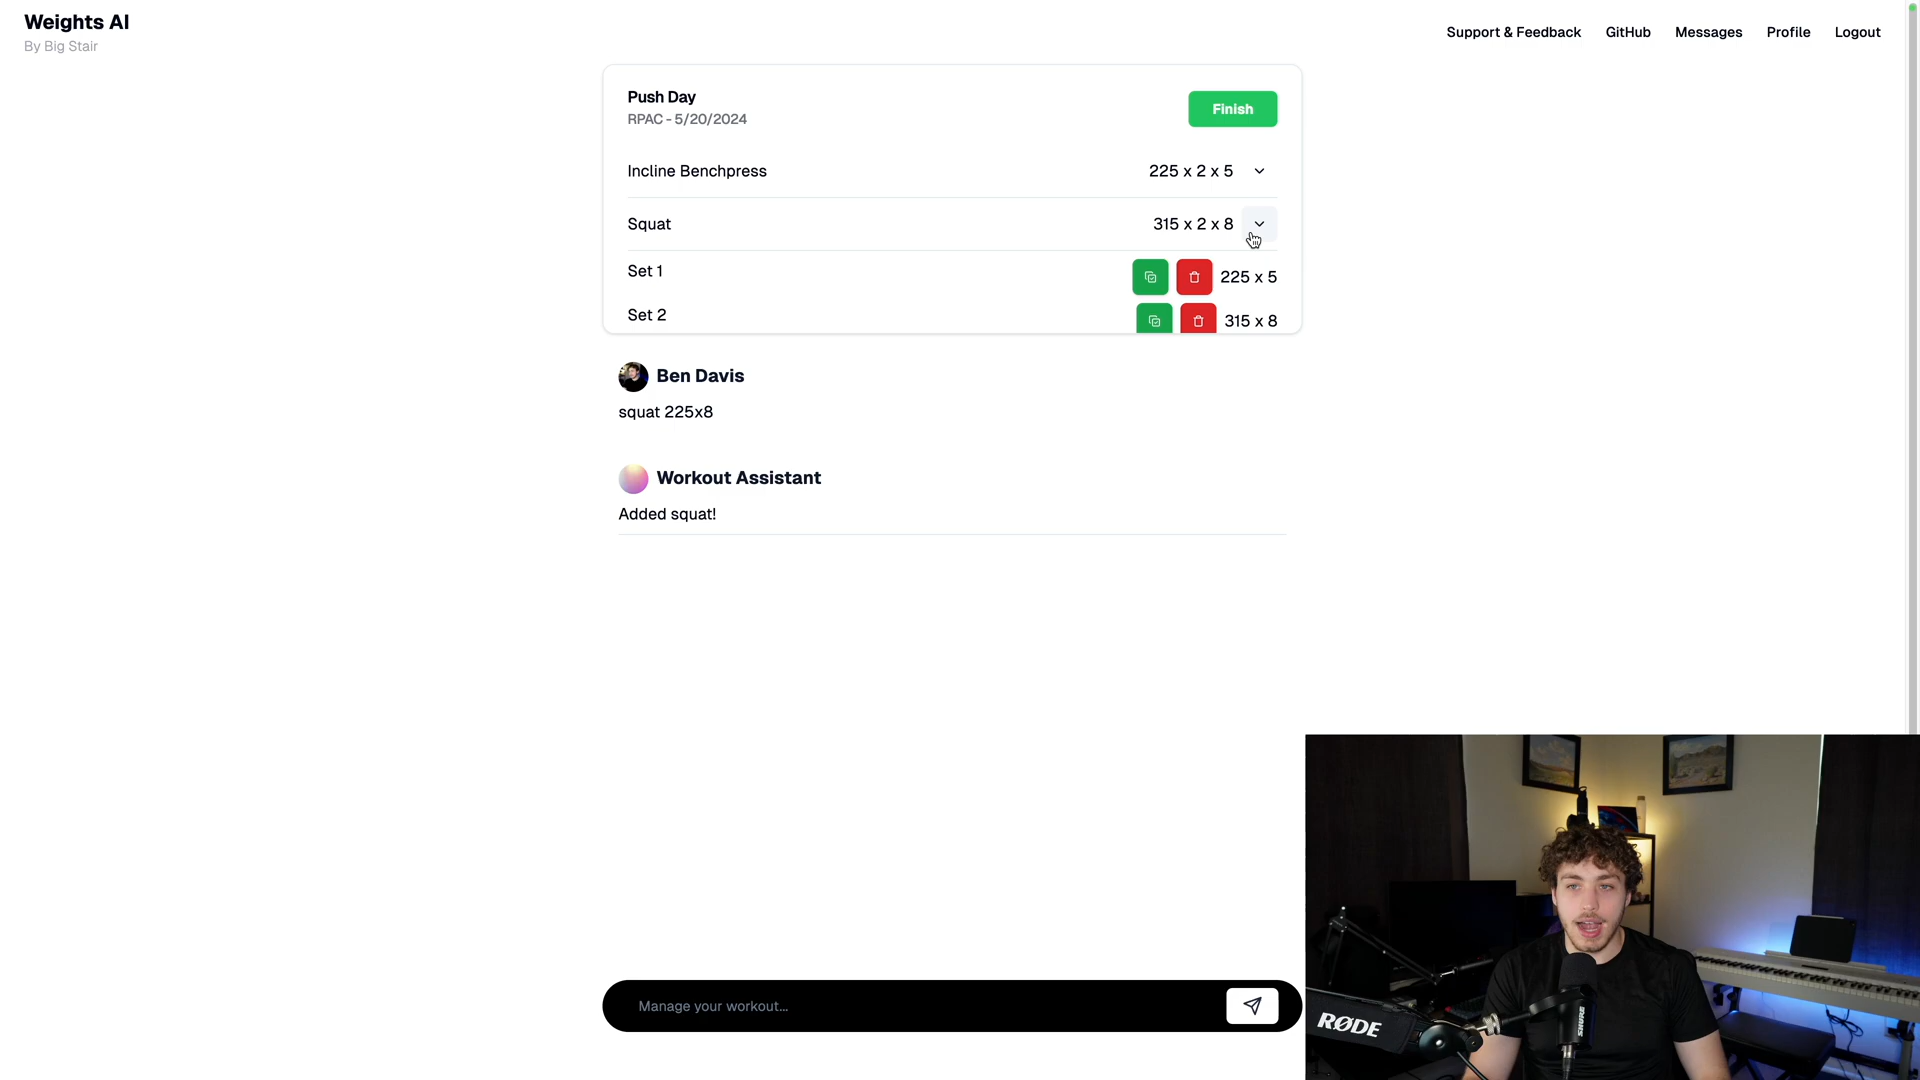 Weights AI
By Big Stair
Support & Feedback
GitHub
Messages
Profile
Logout
Push Day
RPAC - 5/20/2024
Finish
Incline Benchpress
225 x 2 x 5
Squat
315 x 2 x 8
Set 1
225 x 5
Set 2
315 x 8
Ben Davis
squat 225x8
Workout Assistant
Added squat!
Manage your workout...
RØDE
SHURE